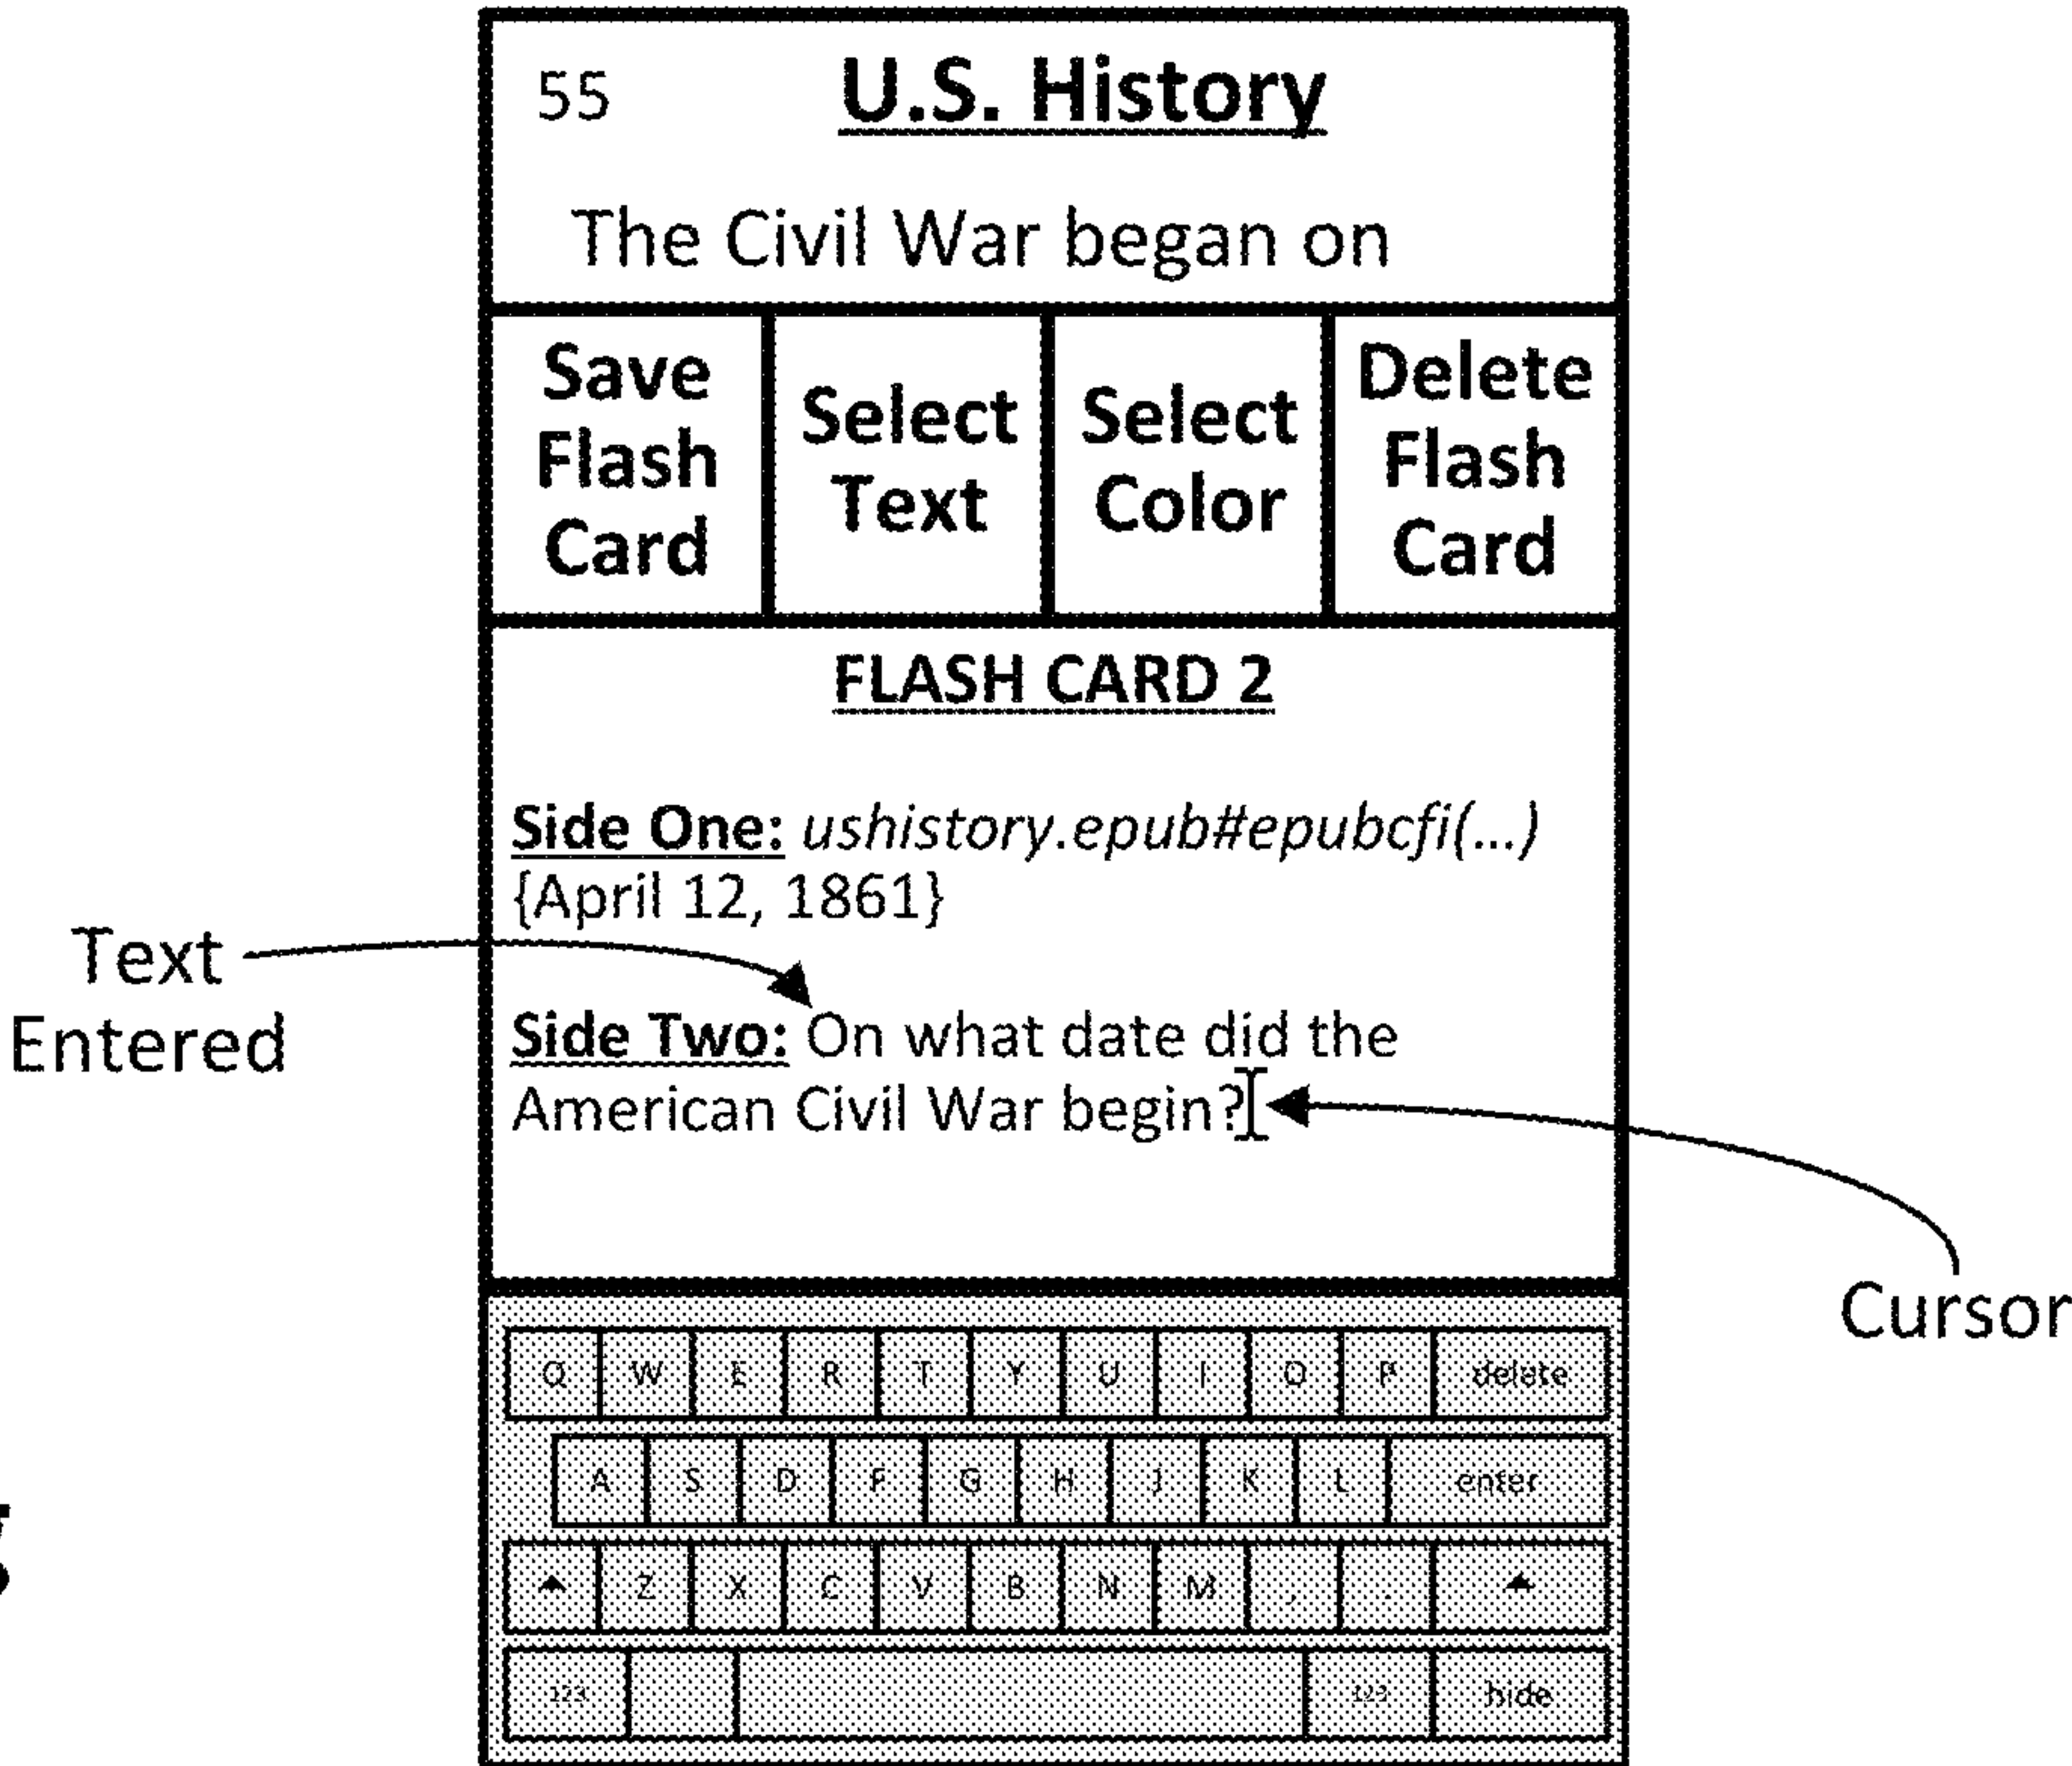 55 U.S. History
The Civil War began on
Save
Flash
Card
Select
Text
Select
Color
Delete
Flash
Card
FLASH CARD 2
Side One: ushistory.epub#epubcfi(...)
{April 12, 1861}
Text
Entered
Side Two: On what date did the
American Civil War begin?
Cursor
Q W E R T Y U I O P delete
A S D F G H J K L enter
Z X C V B N M , .
123 123 hide